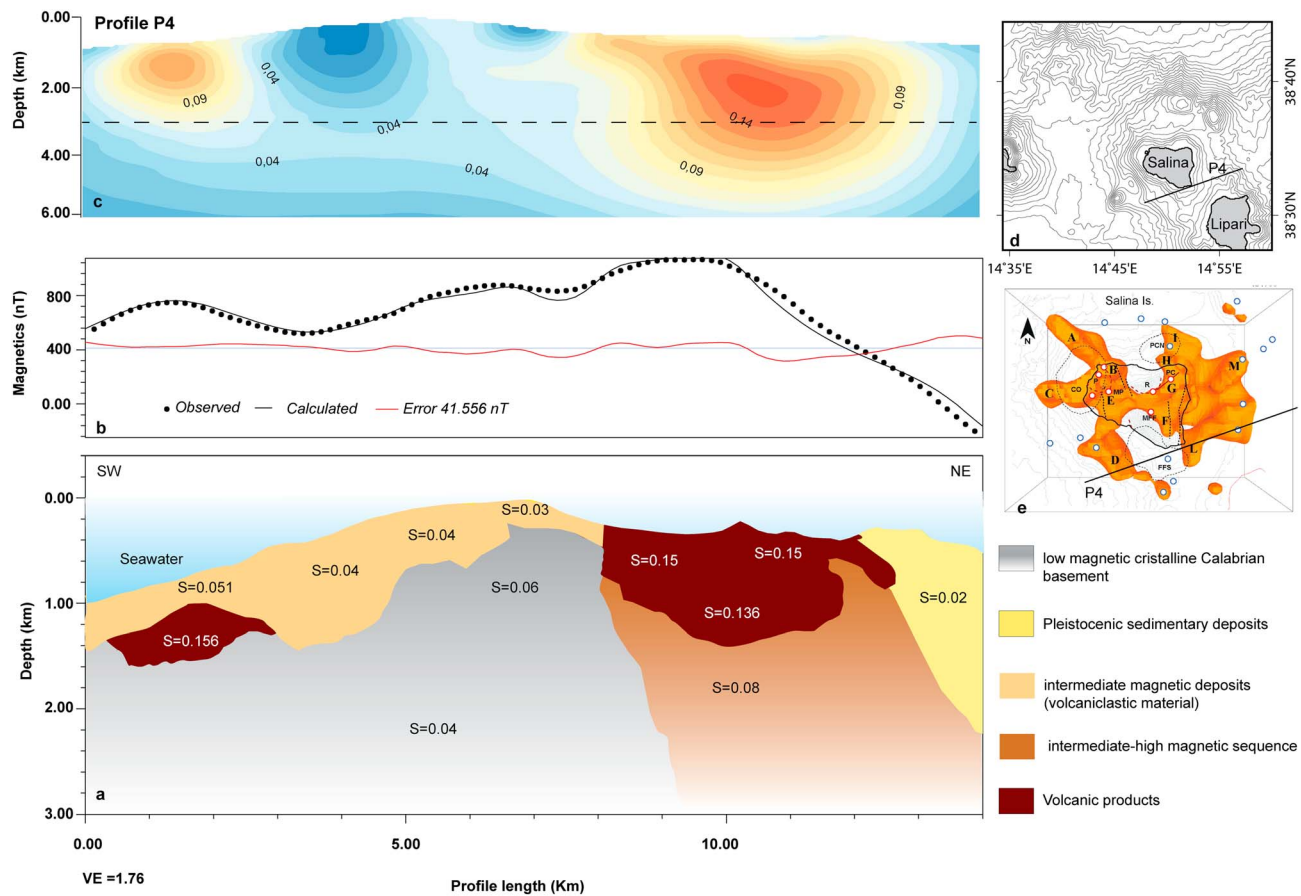 Profile P4
0.00
2.00
4.00
6.00
Depth (km)
0,04
0,09
0,04
0,04
0,04
0.14
0,09
0,09
c
Salina
P4
Lipari
d
38°40'N
38°30'N
14°35'E
14°45'E
14°55'E
Magnetics (nT)
800
400
0.00
Observed
Calculated
Error 41.556 nT
b
Salina Is.
N
A
PCN
I
H
B
P
PC
M
R
G
C
CO
MP
E
MFF
F
D
FFS
L
P4
e
SW
NE
Depth (km)
0.00
1.00
2.00
3.00
Seawater
S=0.03
S=0.04
S=0.04
S=0.051
S=0.156
S=0.06
S=0.04
S=0.15
S=0.15
S=0.136
S=0.08
S=0.02
a
0.00
5.00
10.00
VE =1.76
Profile length (Km)
low magnetic cristalline Calabrian
basement
Pleistocenic sedimentary deposits
intermediate magnetic deposits
(volcaniclastic material)
intermediate-high magnetic sequence
Volcanic products